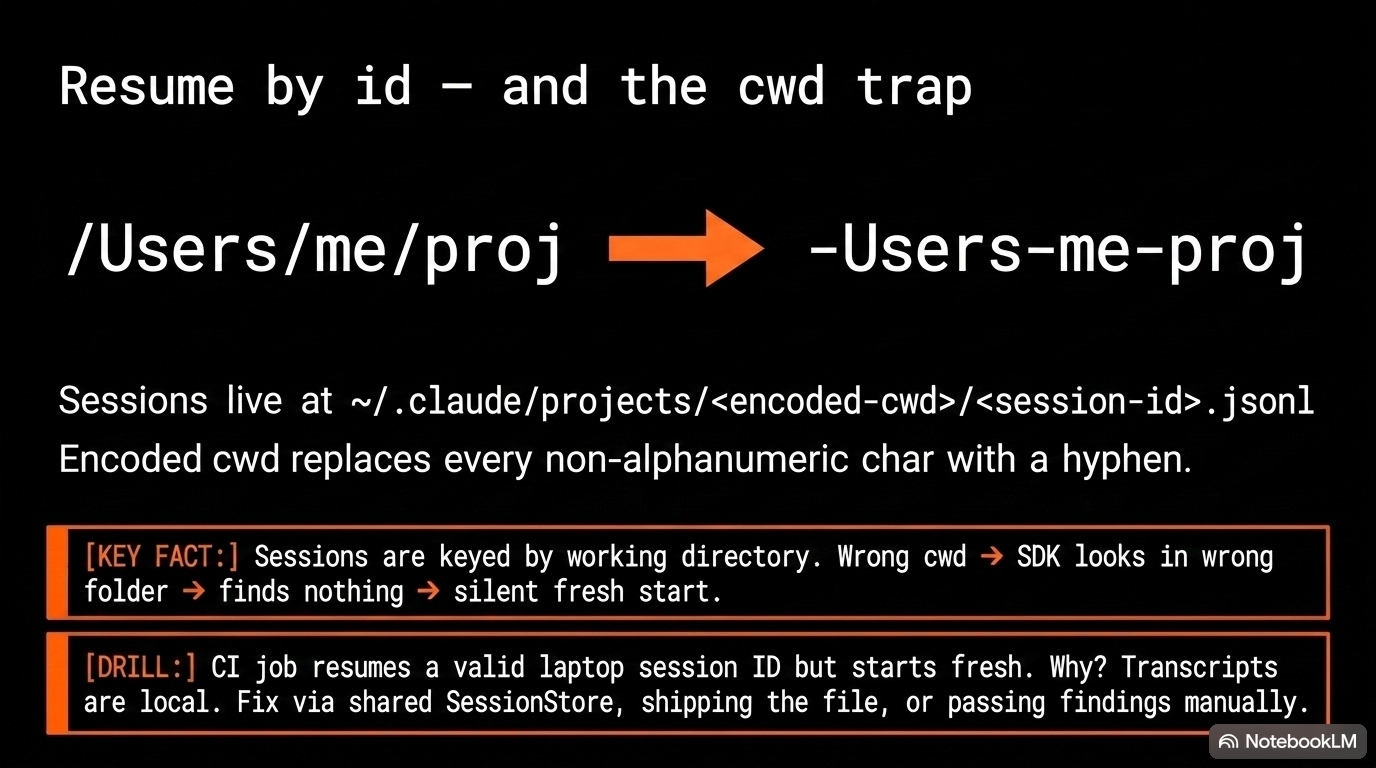 Resume by id — and the cwd trap
/Users/me/proj → -Users-me-proj
Sessions live at ~/.claude/projects/<encoded-cwd>/<session-id>.jsonl
Encoded cwd replaces every non-alphanumeric char with a hyphen.
[KEY FACT:] Sessions are keyed by working directory. Wrong cwd → SDK looks in wrong
folder → finds nothing → silent fresh start.
[DRILL:] CI job resumes a valid laptop session ID but starts fresh. Why? Transcripts
are local. Fix via shared SessionStore, shipping the file, or passing findings manually.
NotebookLM